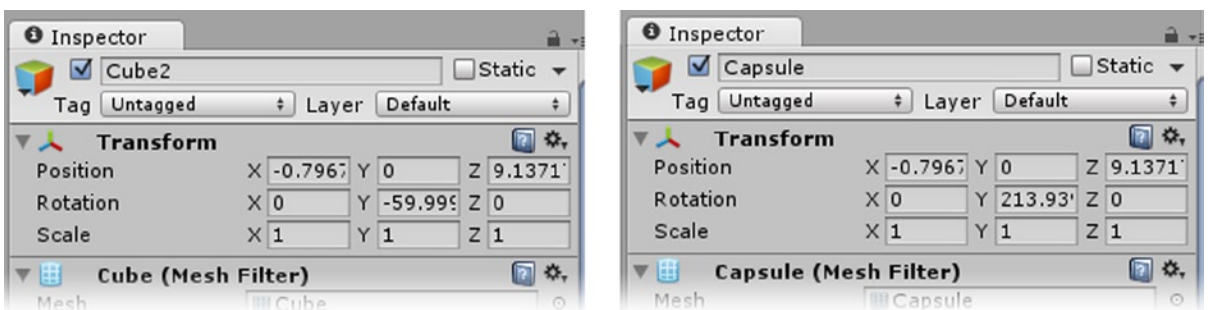 Inspector
Cube2 Static
Tag Untagged Layer Default
Transform
Position X -0.7967 Y 0 Z 9.1371
Rotation X 0 Y -59.999 Z 0
Scale X 1 Y 1 Z 1
Cube (Mesh Filter)
Mesh Cube
Inspector
Capsule Static
Tag Untagged Layer Default
Transform
Position X -0.7967 Y 0 Z 9.1371
Rotation X 0 Y 213.93 Z 0
Scale X 1 Y 1 Z 1
Capsule (Mesh Filter)
Mesh Capsule